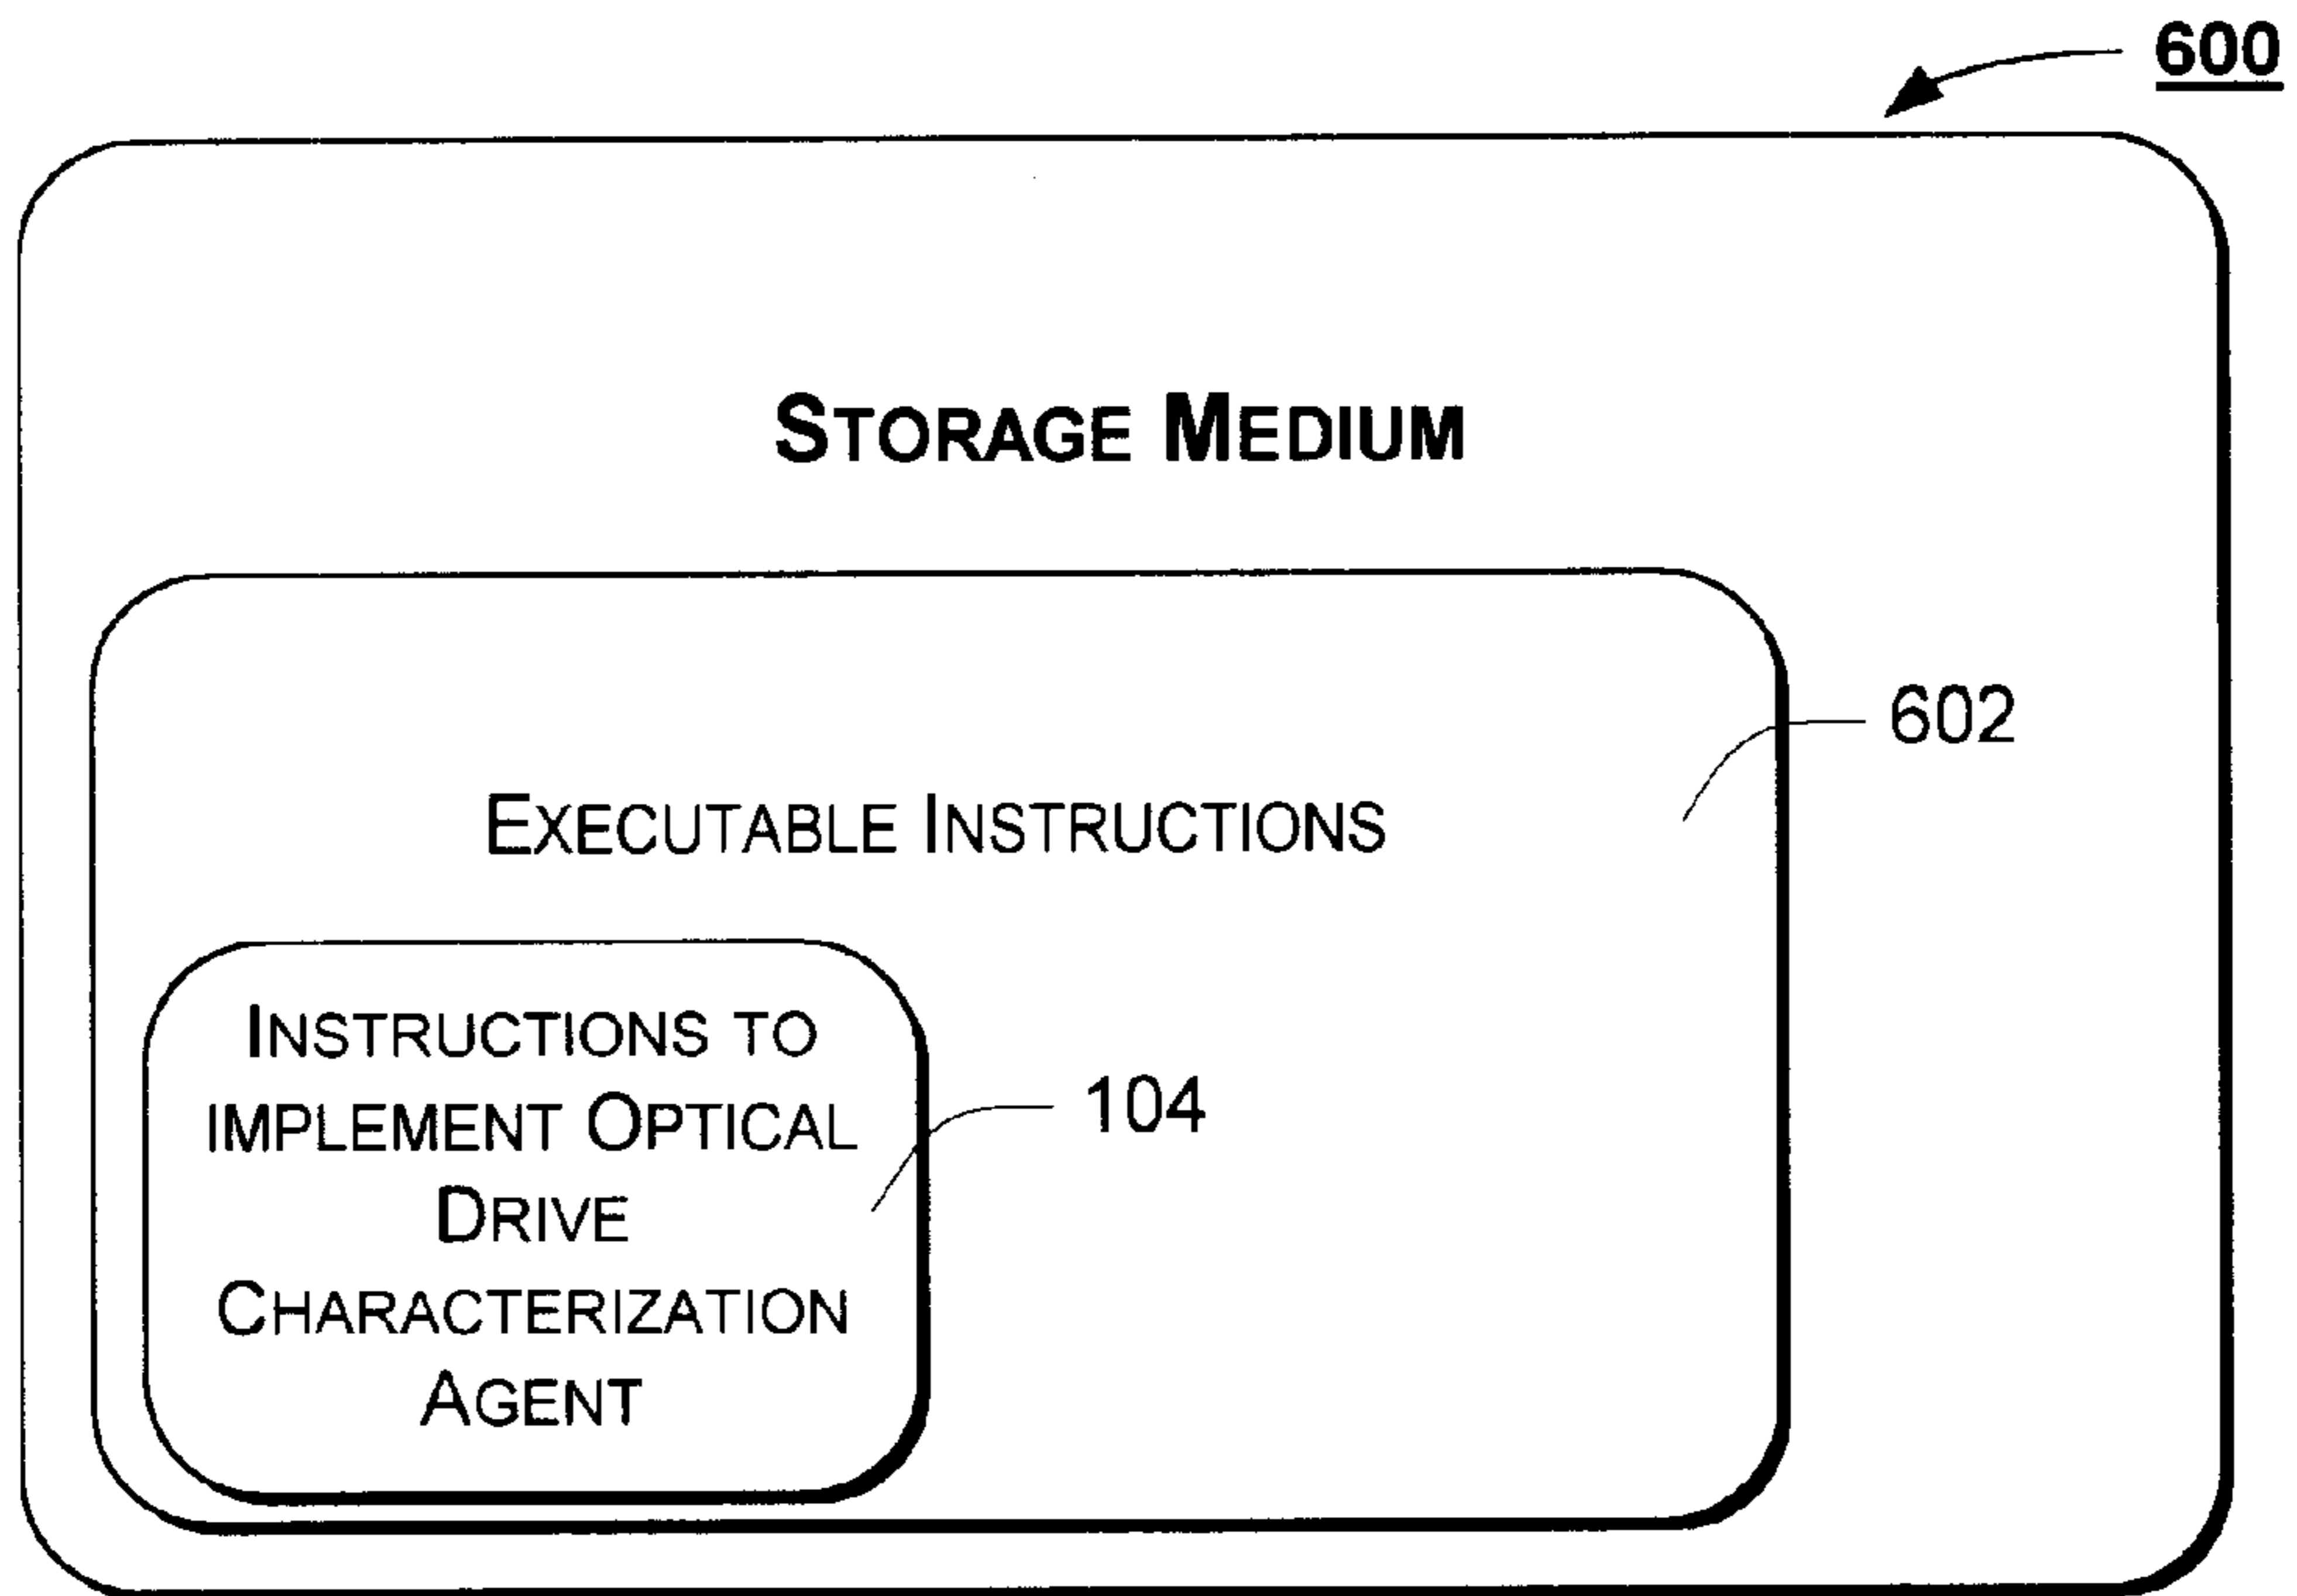 600
STORAGE MEDIUM
602
EXECUTABLE INSTRUCTIONS
INSTRUCTIONS TO
IMPLEMENT OPTICAL
104
DRIVE
CHARACTERIZATION
AGENT